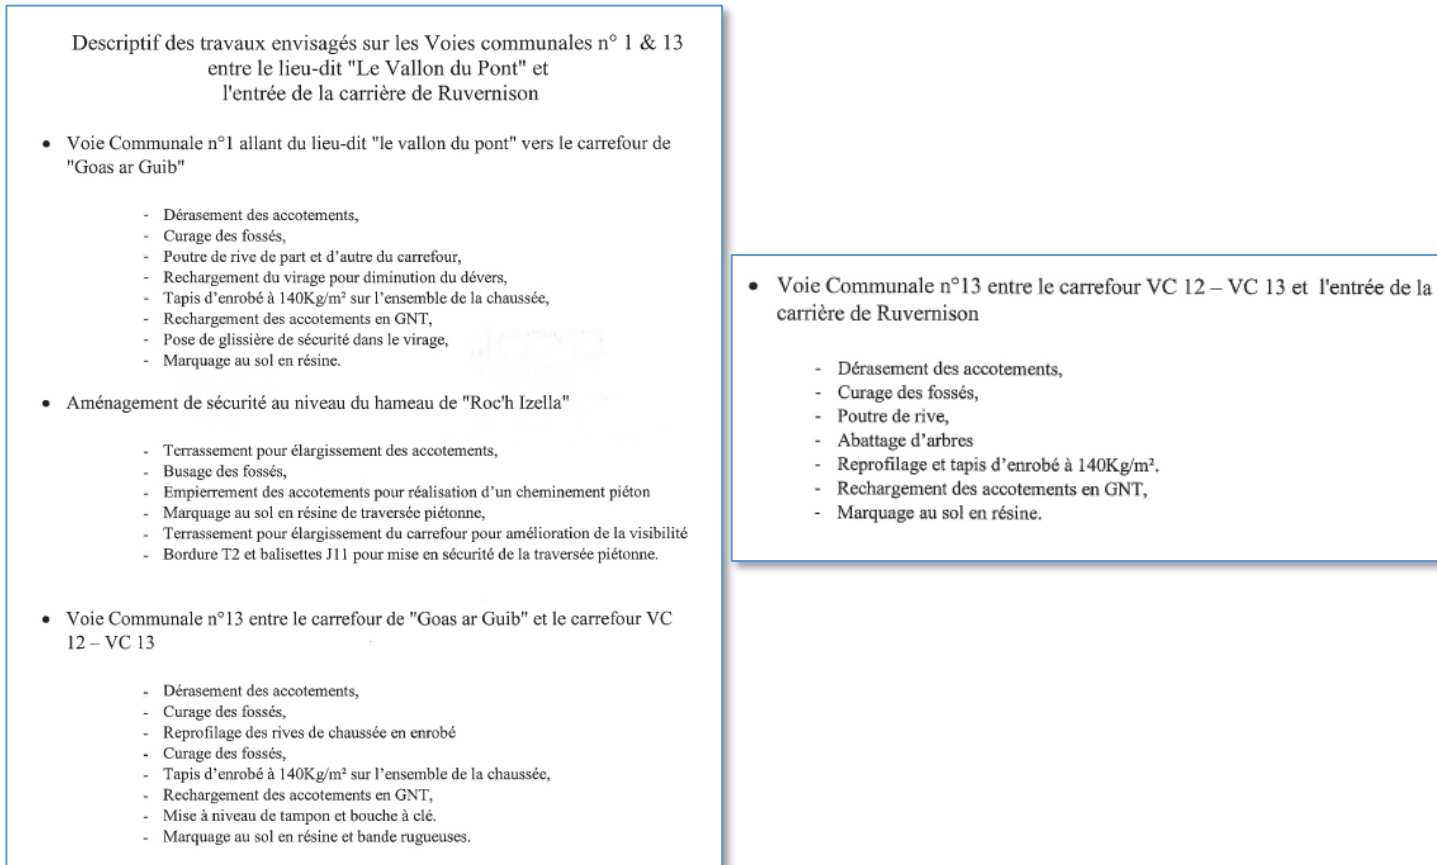 Descriptif des travaux envisagés sur les Voies communales n° 1 & 13
entre le lieu-dit "Le Vallon du Pont" et
l'entrée de la carrière de Ruvernison
• Voie Communale n°1 allant du lieu-dit "le vallon du pont" vers le carrefour de
"Goas ar Guib"
- Dérasement des accotements,
- Curage des fossés,
- Poutre de rive de part et d'autre du carrefour,
- Rechargement du virage pour diminution du dévers,
- Tapis d'enrobé à 140Kg/m² sur l'ensemble de la chaussée,
- Rechargement des accotements en GNT,
- Pose de glissière de sécurité dans le virage,
- Marquage au sol en résine.
• Aménagement de sécurité au niveau du hameau de "Roc'h Izella"
- Terrassement pour élargissement des accotements,
- Busage des fossés,
- Empierrement des accotements pour réalisation d'un cheminement piéton
- Marquage au sol en résine de traversée piétonne,
- Terrassement pour élargissement du carrefour pour amélioration de la visibilité
- Bordure T2 et balisettes J11 pour mise en sécurité de la traversée piétonne.
• Voie Communale n°13 entre le carrefour de "Goas ar Guib" et le carrefour VC
12 – VC 13
- Dérasement des accotements,
- Curage des fossés,
- Reprofilage des rives de chaussée en enrobé
- Curage des fossés,
- Tapis d'enrobé à 140Kg/m² sur l'ensemble de la chaussée,
- Rechargement des accotements en GNT,
- Mise à niveau de tampon et bouche à clé.
- Marquage au sol en résine et bande rugueuses.
• Voie Communale n°13 entre le carrefour VC 12 – VC 13 et l'entrée de la
carrière de Ruvernison
- Dérasement des accotements,
- Curage des fossés,
- Poutre de rive,
- Abattage d'arbres
- Reprofilage et tapis d'enrobé à 140Kg/m².
- Rechargement des accotements en GNT,
- Marquage au sol en résine.